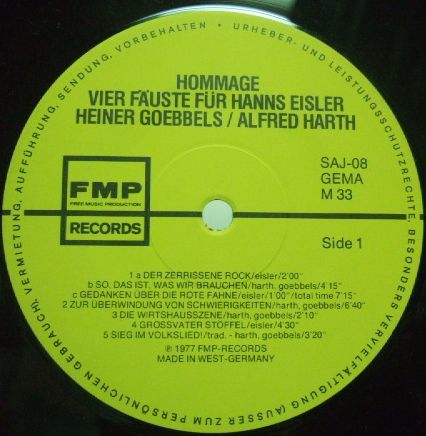 GEBRAUCH), VERMIETUNG, AUFFÜHRUNG, SENDUNG, VORBEHALTEN • URHEBER- UND LEISTUNGSSCHUTZRECHTE, BESONDERS VERVIELFÄLTIGUNG (AUSSER ZUM PERSÖNLICHEN
HOMMAGE
VIER FÄUSTE FÜR HANNS EISLER
HEINER GOEBBELS / ALFRED HARTH
FMP
FREE MUSIC PRODUCTION
RECORDS
SAJ-08
GEMA
M 33
Side 1
1 a DER ZERRISSENE ROCK/eisler/2'00"
b SO. DAS IST. WAS WIR BRAUCHEN/harth, goebbels/4'15
c GEDANKEN ÜBER DIE ROTE FAHNE/eisler/1'00"/total time 7'15"
2 ZUR ÜBERWINDUNG VON SCHWIERIGKEITEN/harth, goebbels/6'40"
3 DIE WIRTSHAUSSZENE/harth, goebbels/2'10"
4 GROSSVATER STÖFFEL/eisler/4'30"
5 SIEG IM VOLKSLIED!/trad. - harth, goebbels/3'20"
℗ 1977 FMP-RECORDS
MADE IN WEST-GERMANY